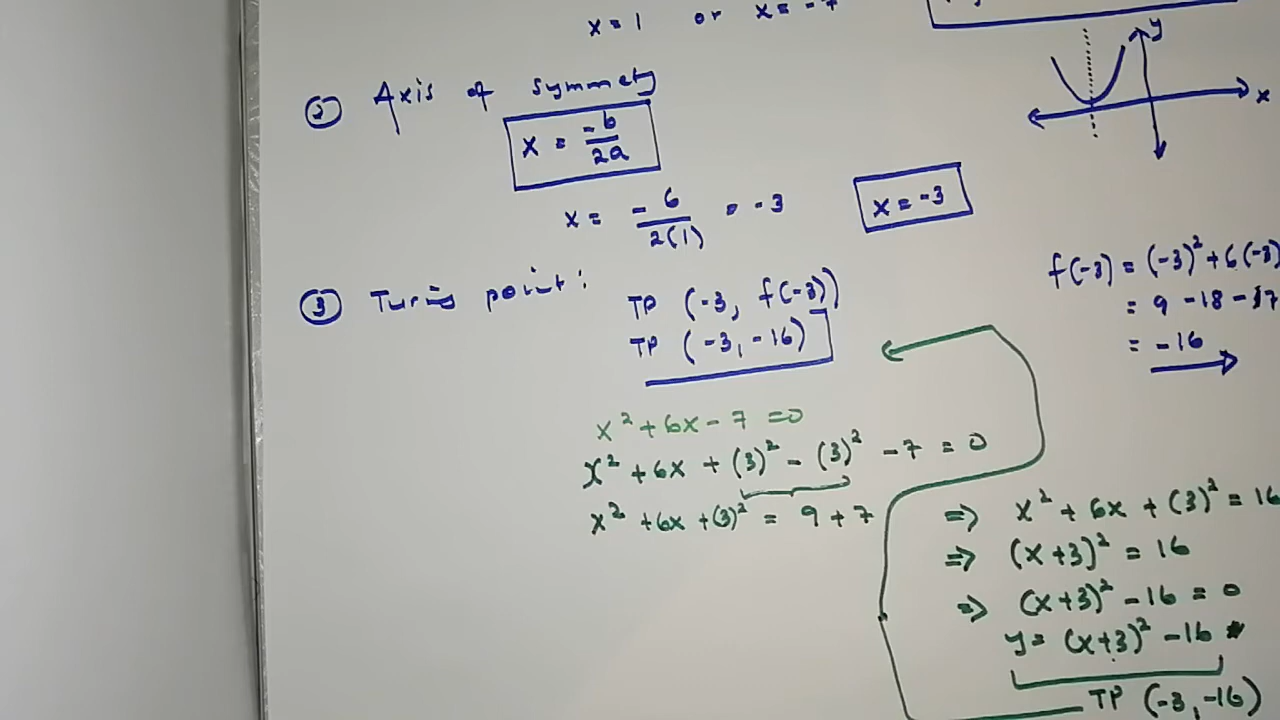 x = 1 or x = -7
y
x
② Axis of symmety
x = -b/2a
x = -6/2(1) = -3
x = -3
③ Turing point:
TP (-3, f(-3))
TP (-3, -16)
f(-3) = (-3)² + 6(-3)
= 9 - 18 - 17
= -16
x² + 6x - 7 = 0
x² + 6x + (3)² - (3)² - 7 = 0
x² + 6x + (3)² = 9 + 7
⇒ x² + 6x + (3)² = 16
⇒ (x+3)² = 16
⇒ (x+3)² - 16 = 0
y = (x+3)² - 16
TP (-3, -16)